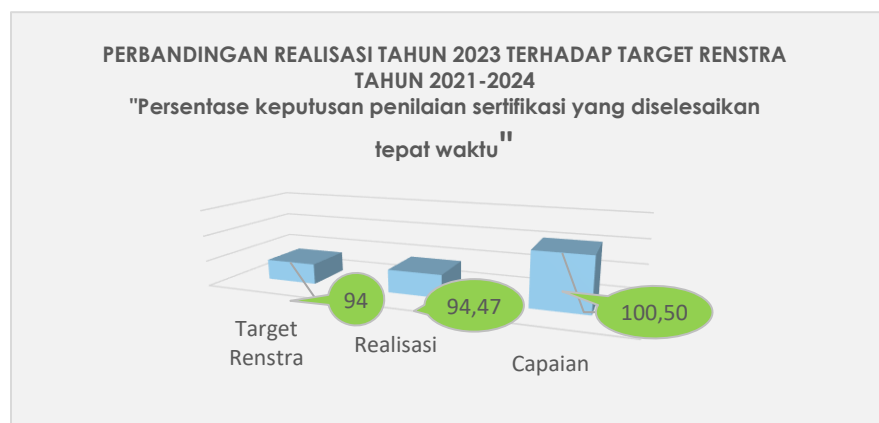 PERBANDINGAN REALISASI TAHUN 2023 TERHADAP TARGET RENSTRA
TAHUN 2021-2024
"Persentase keputusan penilaian sertifikasi yang diselesaikan
tepat waktu"
94
94,47
100,50
Target
Renstra
Realisasi
Capaian